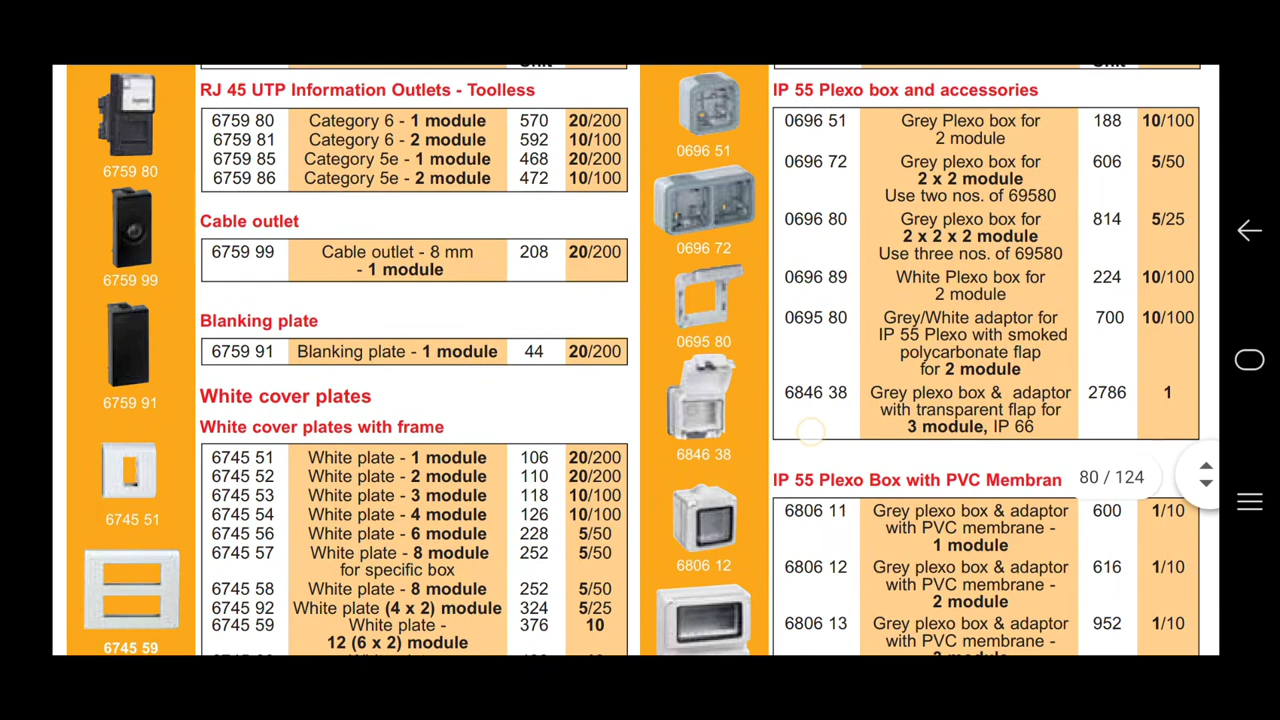 Unit
RJ 45 UTP Information Outlets - Toolless
6759 80 Category 6 - 1 module 570 20/200
6759 81 Category 6 - 2 module 592 10/100
6759 85 Category 5e - 1 module 468 20/200
6759 86 Category 5e - 2 module 472 10/100
6759 80
Cable outlet
6759 99 Cable outlet - 8 mm 208 20/200
- 1 module
6759 99
Blanking plate
6759 91 Blanking plate - 1 module 44 20/200
6759 91
White cover plates
White cover plates with frame
6745 51 White plate - 1 module 106 20/200
6745 52 White plate - 2 module 110 20/200
6745 53 White plate - 3 module 118 10/100
6745 54 White plate - 4 module 126 10/100
6745 56 White plate - 6 module 228 5/50
6745 57 White plate - 8 module 252 5/50
for specific box
6745 58 White plate - 8 module 252 5/50
6745 92 White plate (4 x 2) module 324 5/25
6745 59 White plate - 376 10
12 (6 x 2) module
6745 51
6745 59
Unit
IP 55 Plexo box and accessories
0696 51 Grey Plexo box for 188 10/100
2 module
0696 72 Grey plexo box for 606 5/50
2 x 2 module
Use two nos. of 69580
0696 80 Grey plexo box for 814 5/25
2 x 2 x 2 module
Use three nos. of 69580
0696 89 White Plexo box for 224 10/100
2 module
0695 80 Grey/White adaptor for 700 10/100
IP 55 Plexo with smoked
polycarbonate flap
for 2 module
6846 38 Grey plexo box & adaptor 2786 1
with transparent flap for
3 module, IP 66
0696 51
0696 72
0695 80
6846 38
IP 55 Plexo Box with PVC Membran
80 / 124
6806 11 Grey plexo box & adaptor 600 1/10
with PVC membrane -
1 module
6806 12 Grey plexo box & adaptor 616 1/10
with PVC membrane -
2 module
6806 13 Grey plexo box & adaptor 952 1/10
with PVC membrane -
6806 12